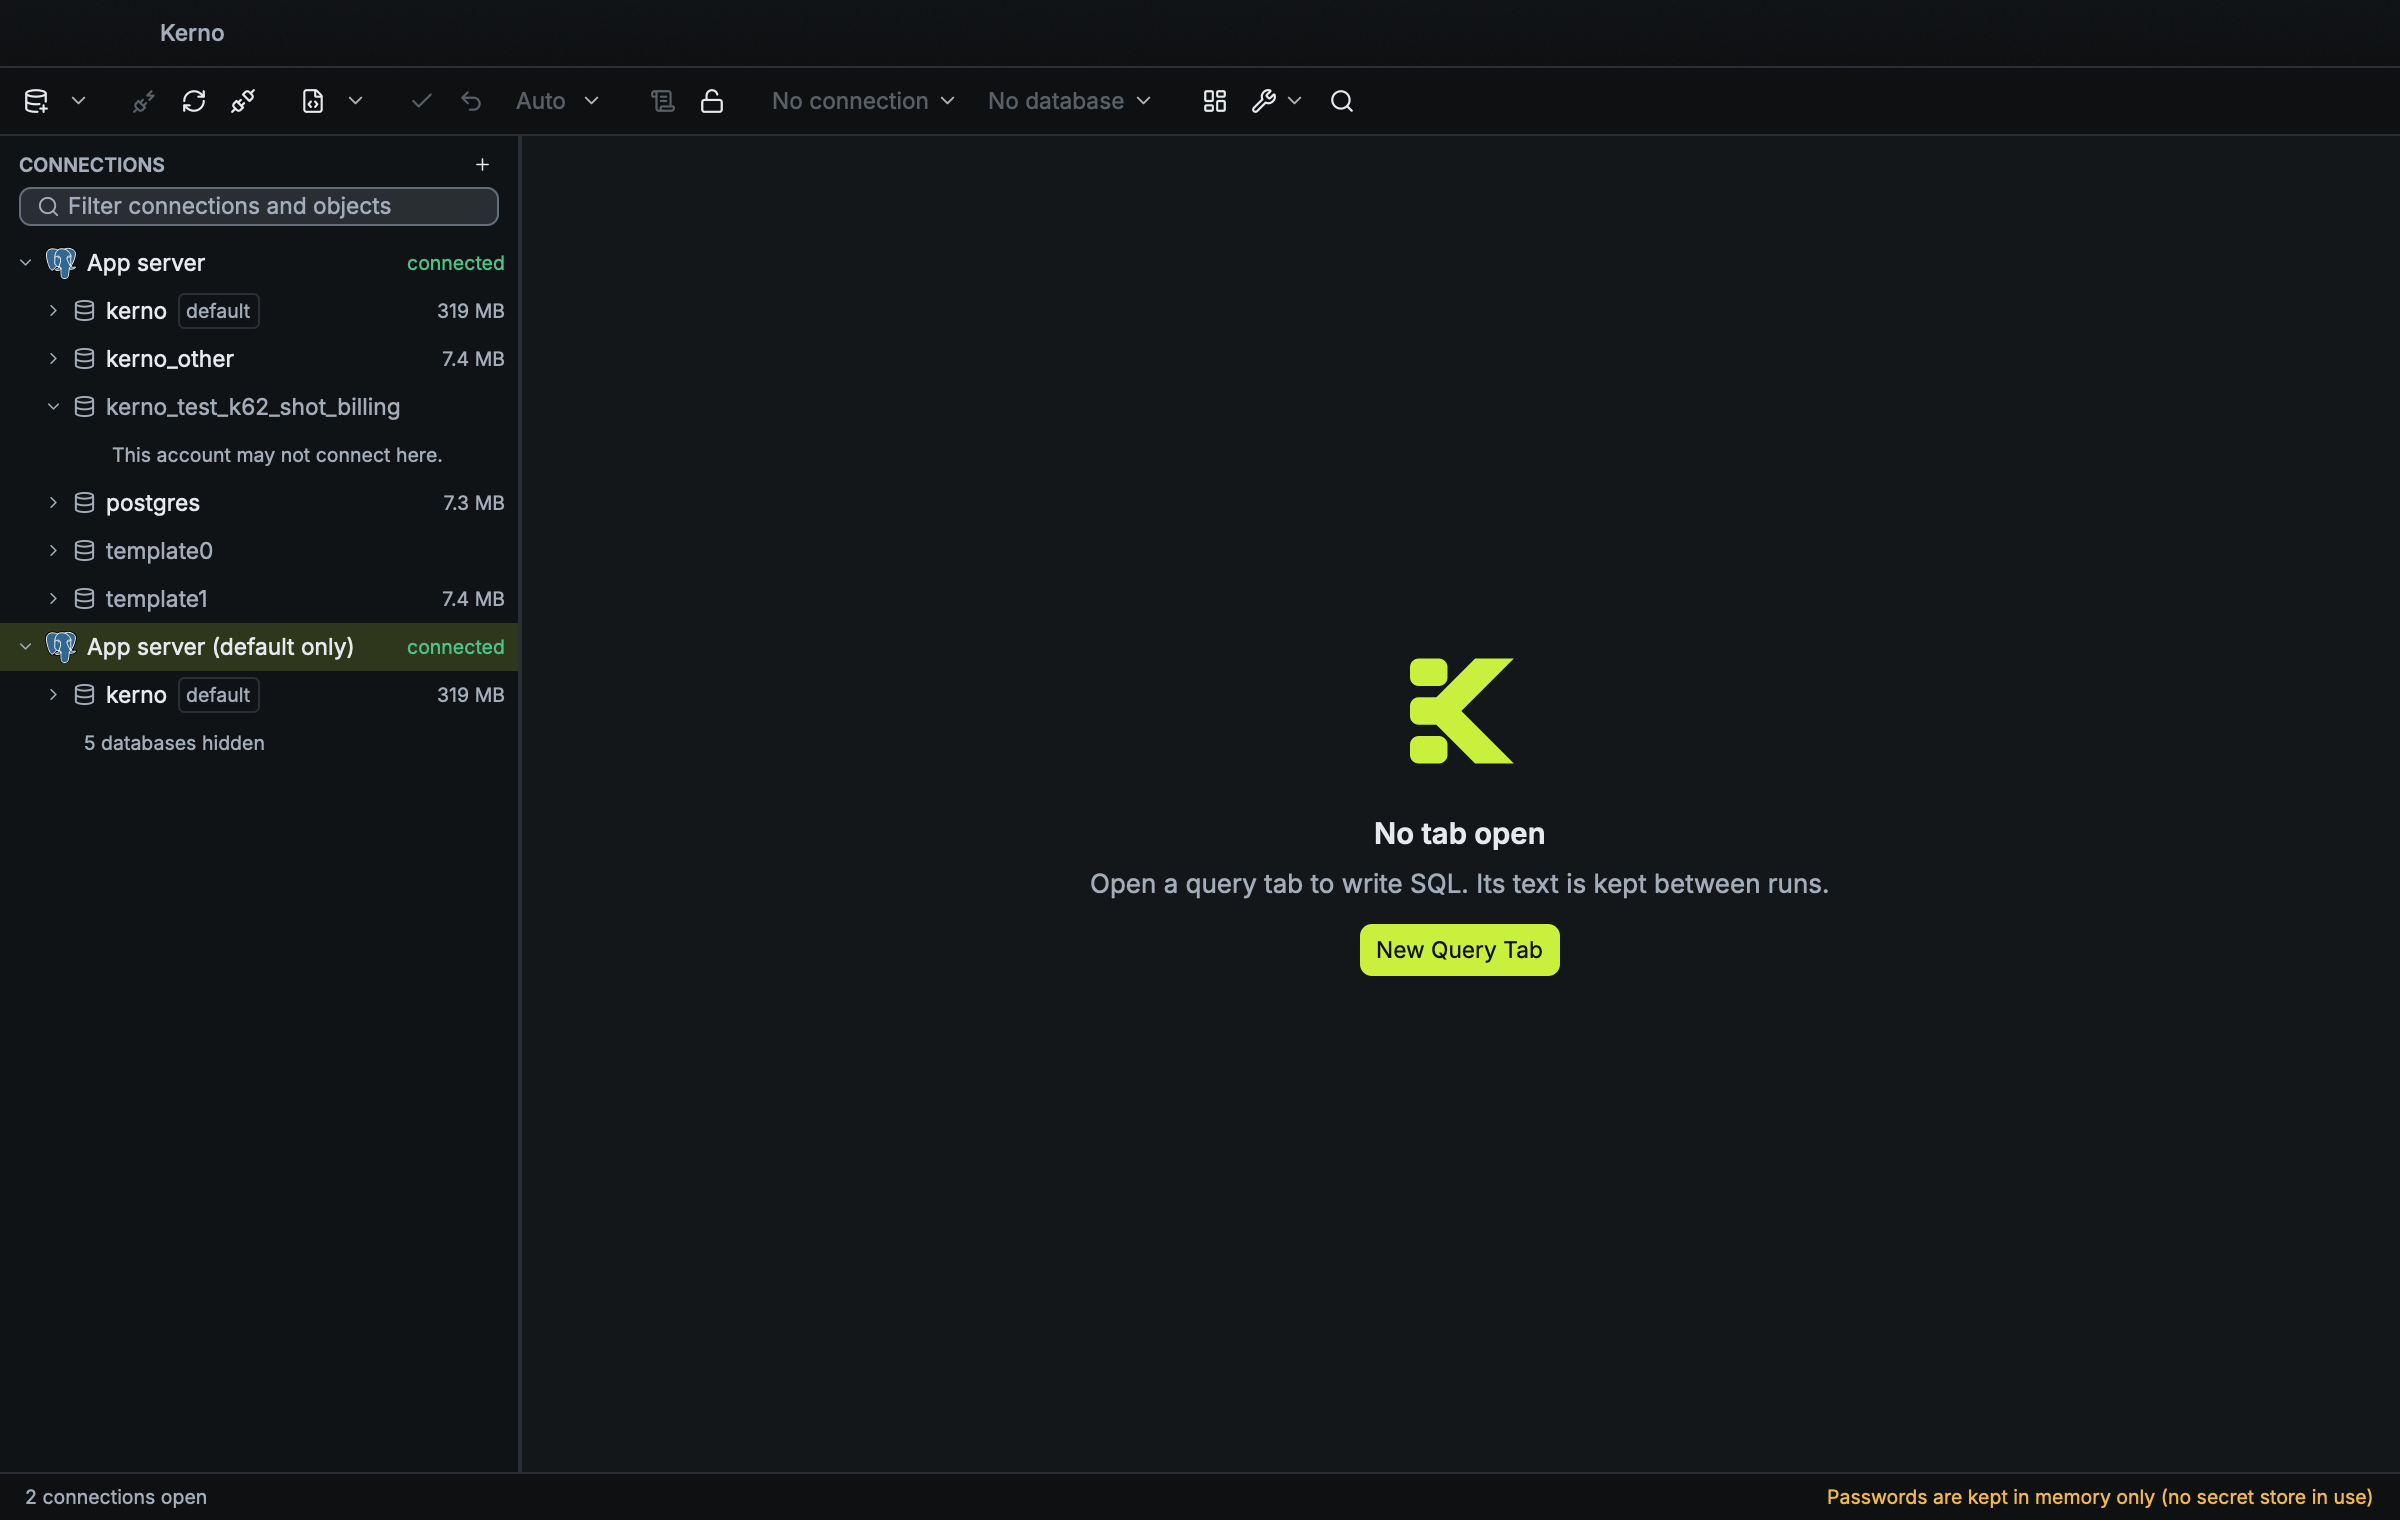 Kerno
Auto
No connection
No database
CONNECTIONS
Filter connections and objects
App server connected
kerno default 319 MB
kerno_other 7.4 MB
kerno_test_k62_shot_billing
This account may not connect here.
postgres 7.3 MB
template0
template1 7.4 MB
App server (default only) connected
kerno default 319 MB
5 databases hidden
No tab open
Open a query tab to write SQL. Its text is kept between runs.
New Query Tab
2 connections open
Passwords are kept in memory only (no secret store in use)